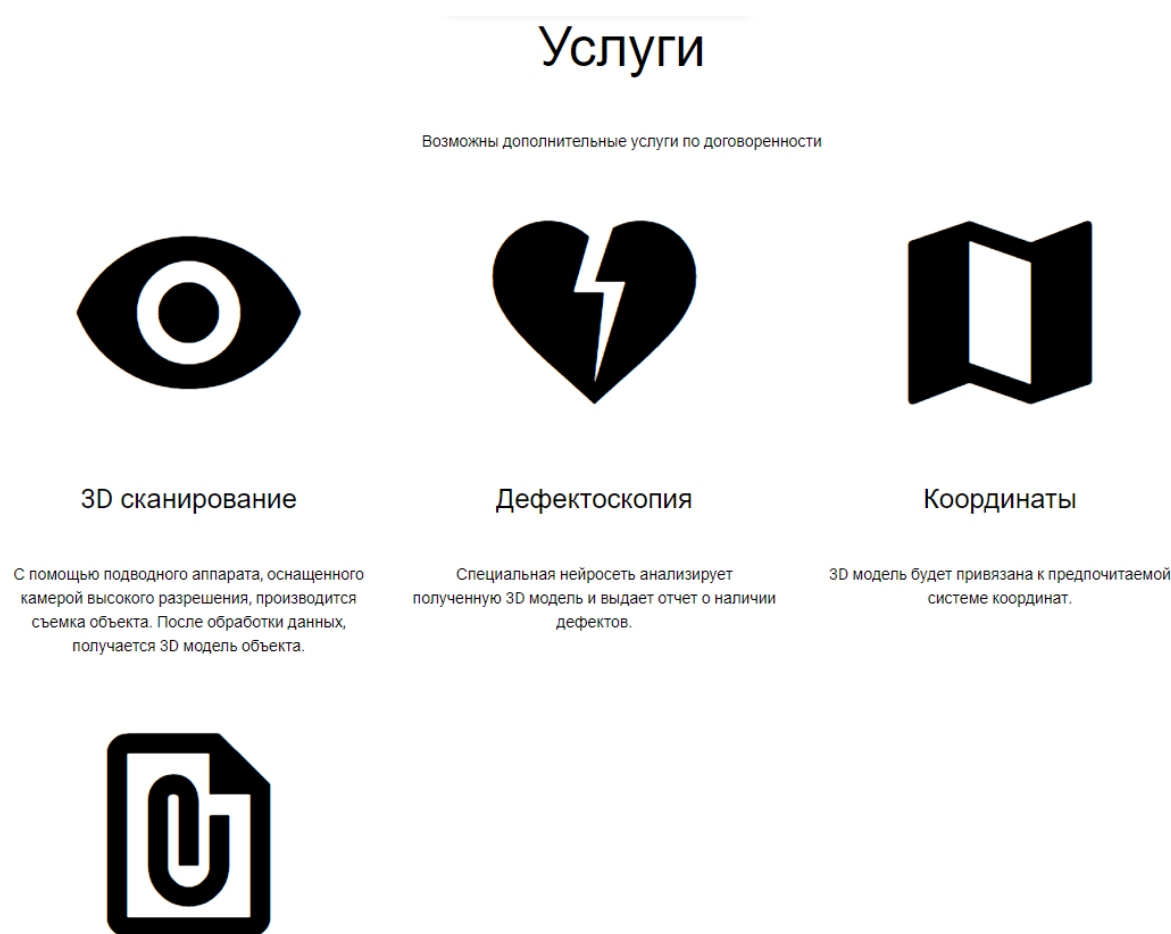 Услуги
Возможны дополнительные услуги по договоренности
3D сканирование
С помощью подводного аппарата, оснащенного
камерой высокого разрешения, производится
съемка объекта. После обработки данных,
получается 3D модель объекта.
Дефектоскопия
Специальная нейросеть анализирует
полученную 3D модель и выдает отчет о наличии
дефектов.
Координаты
3D модель будет привязана к предпочитаемой
системе координат.